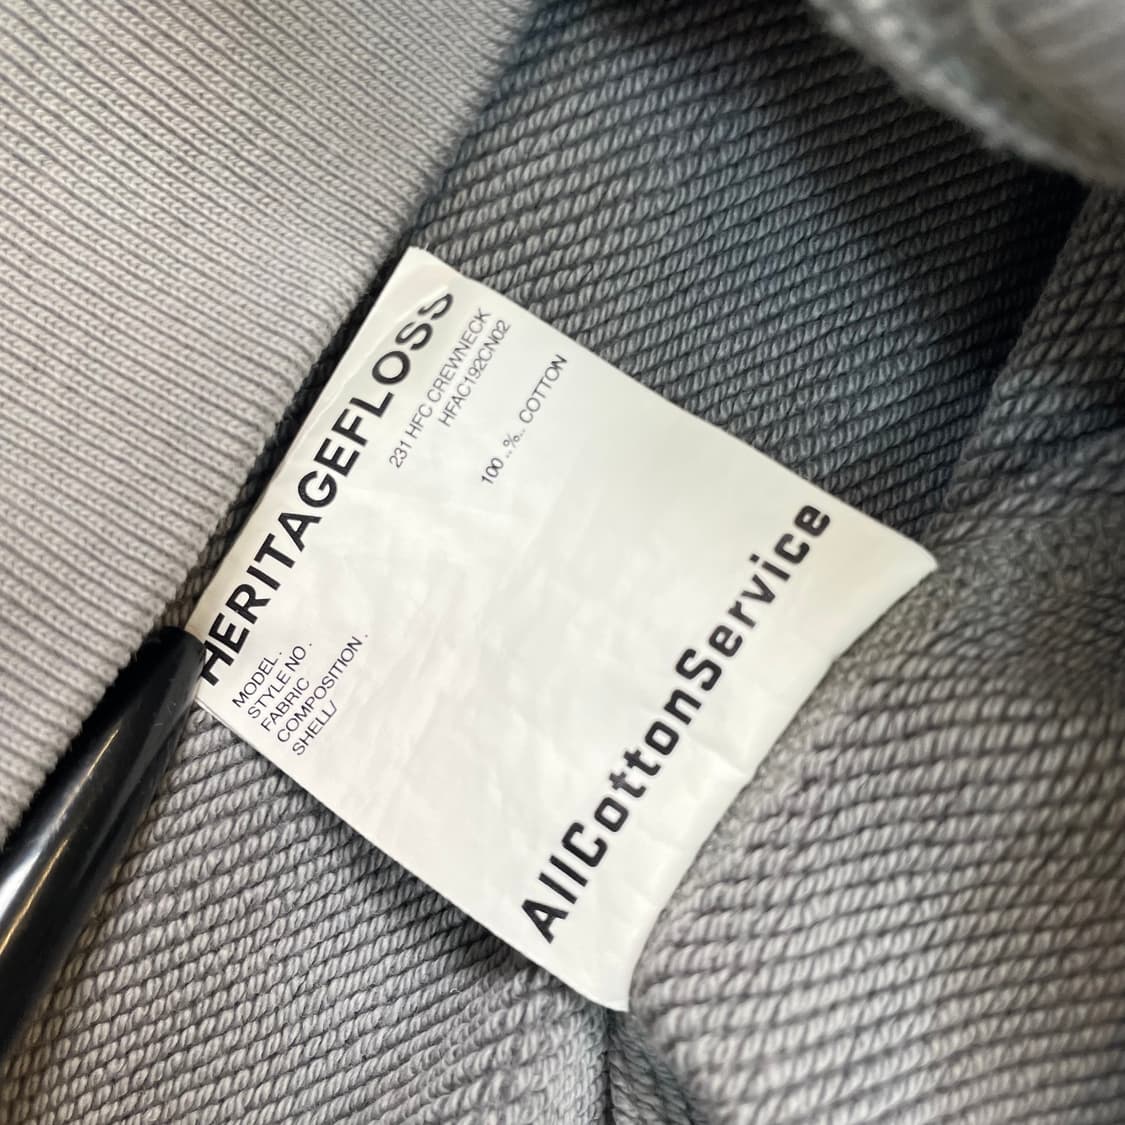 HERITAGEFLOSS
MODEL. 231 HFC CREWNECK
STYLE NO. HFAC192CN02
FABRIC
COMPOSITION.
SHELL/ 100 ..%.. COTTON
AllCottonService